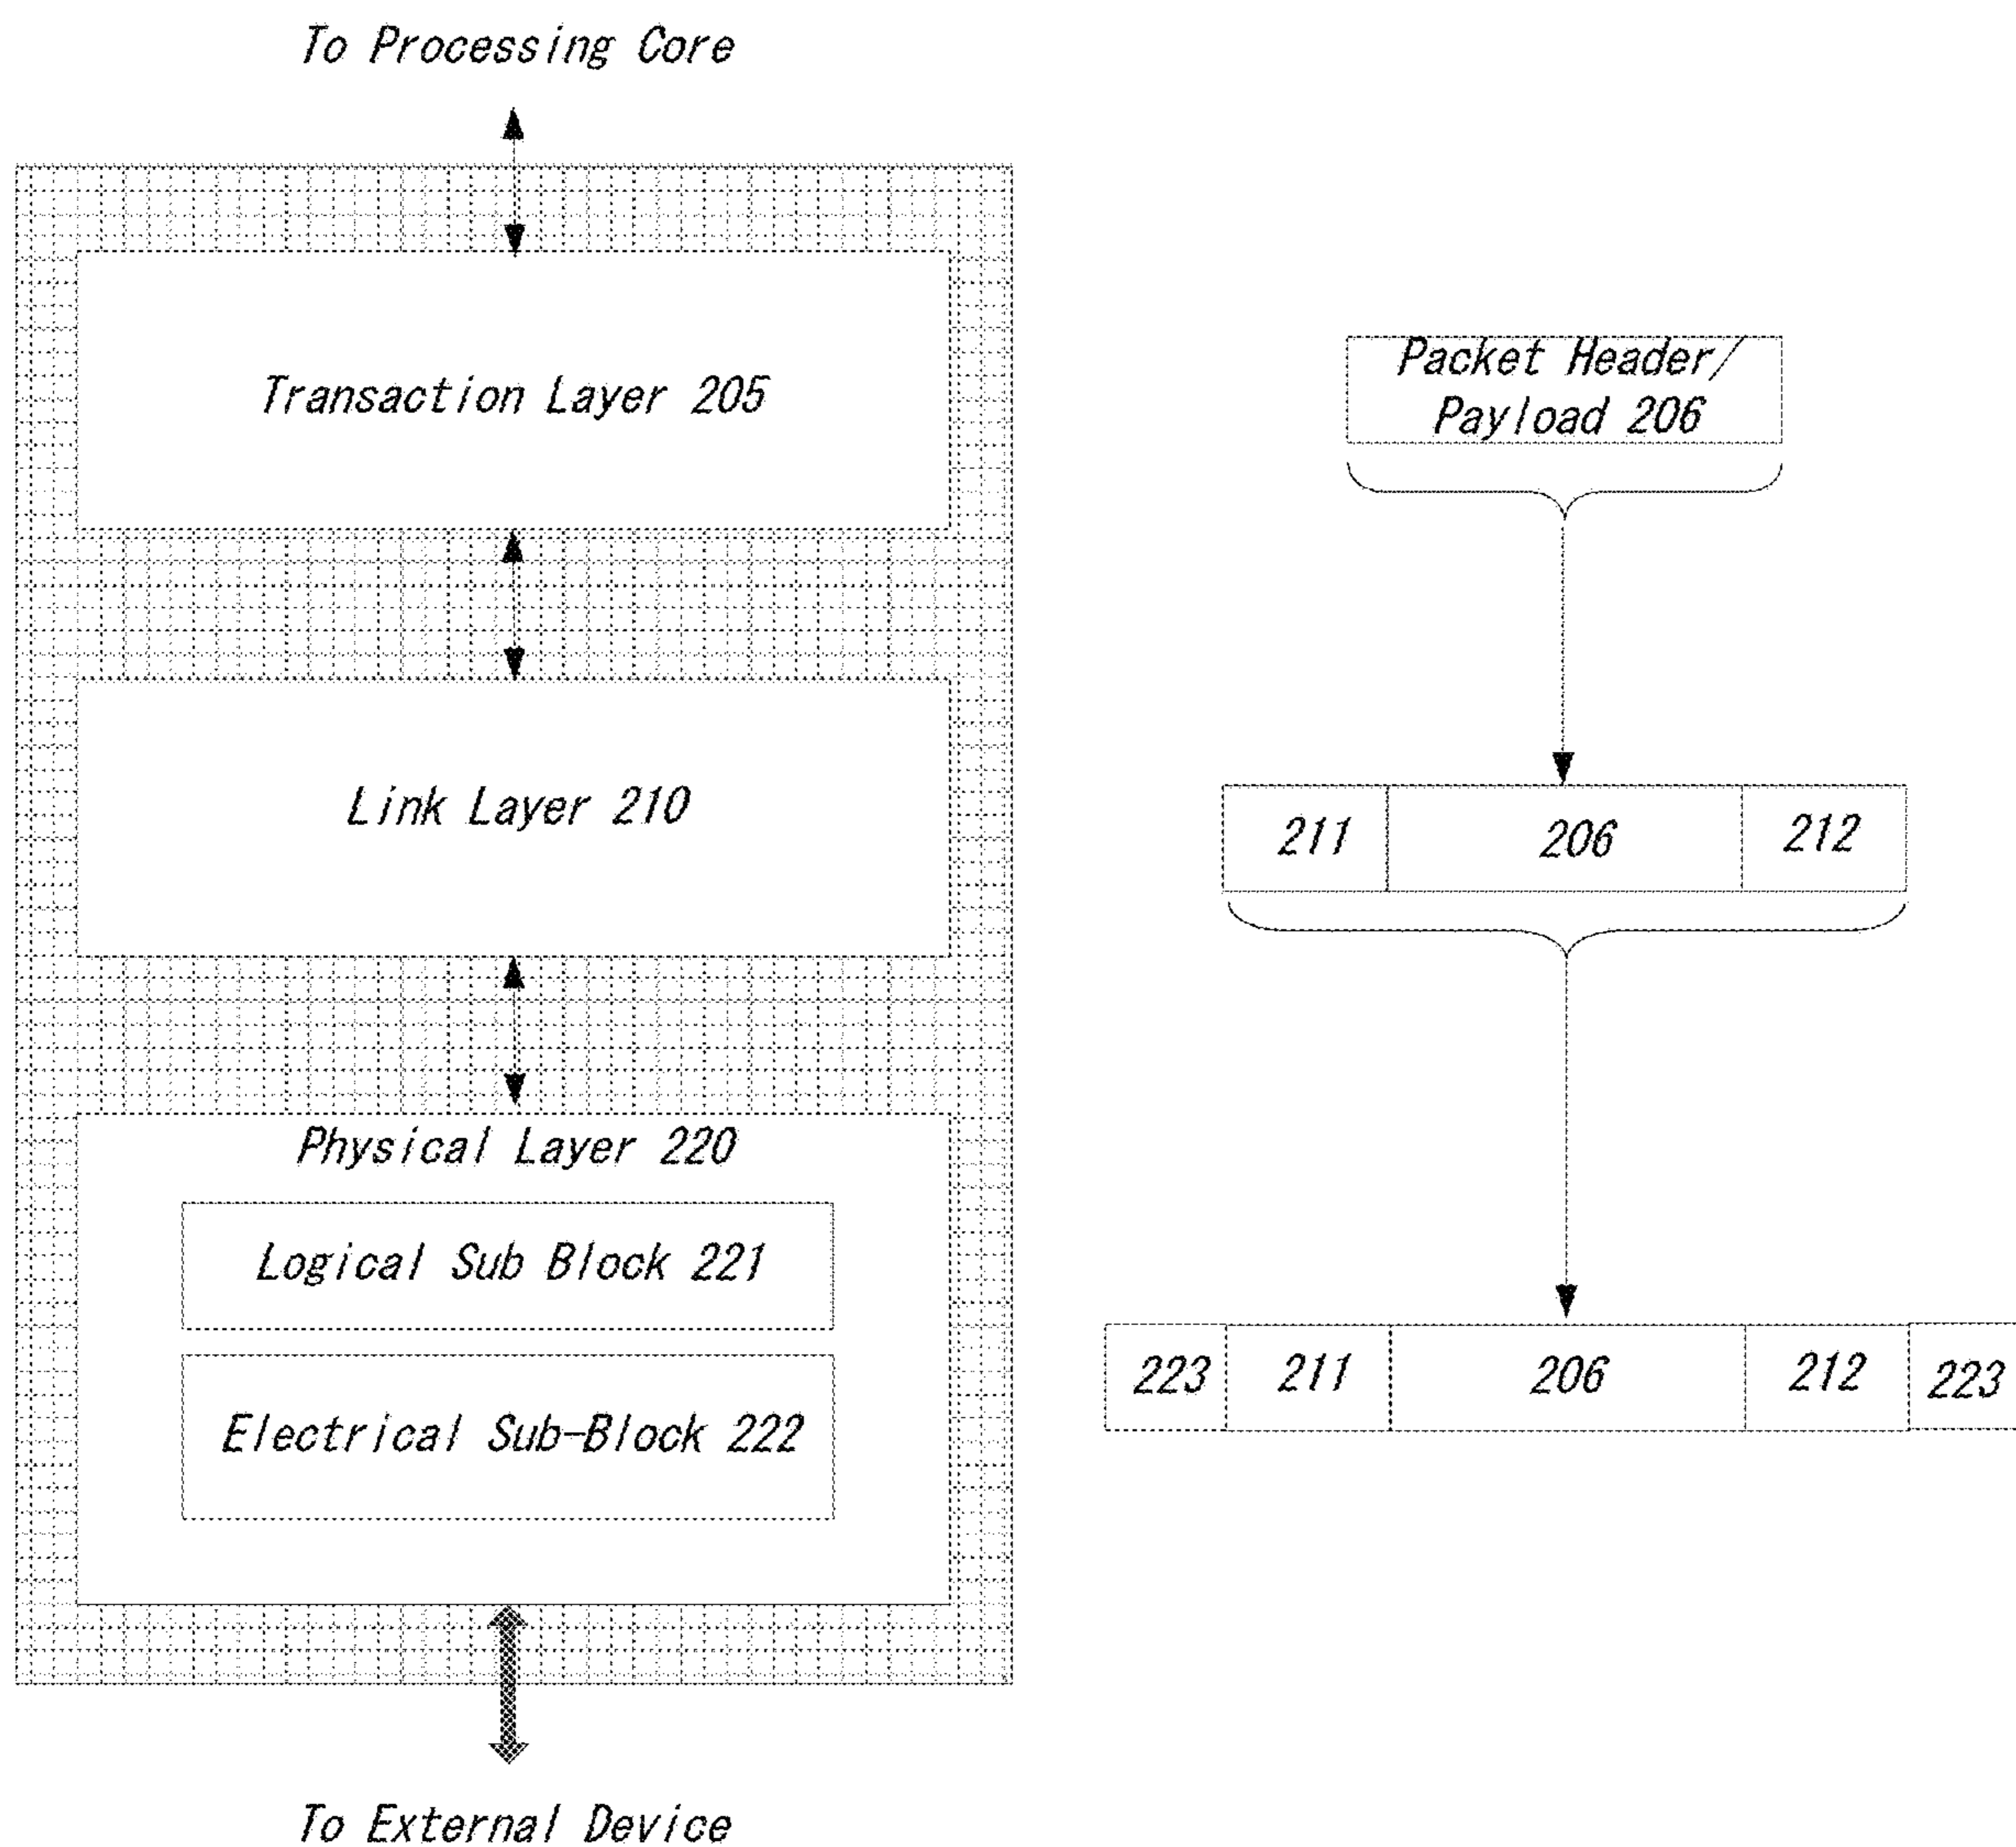 To Processing Core
Transaction Layer 205
Packet Header/
Payload 206
Link Layer 210
211 206 212
Physical Layer 220
Logical Sub Block 221
Electrical Sub-Block 222
223 211 206 212 223
To External Device